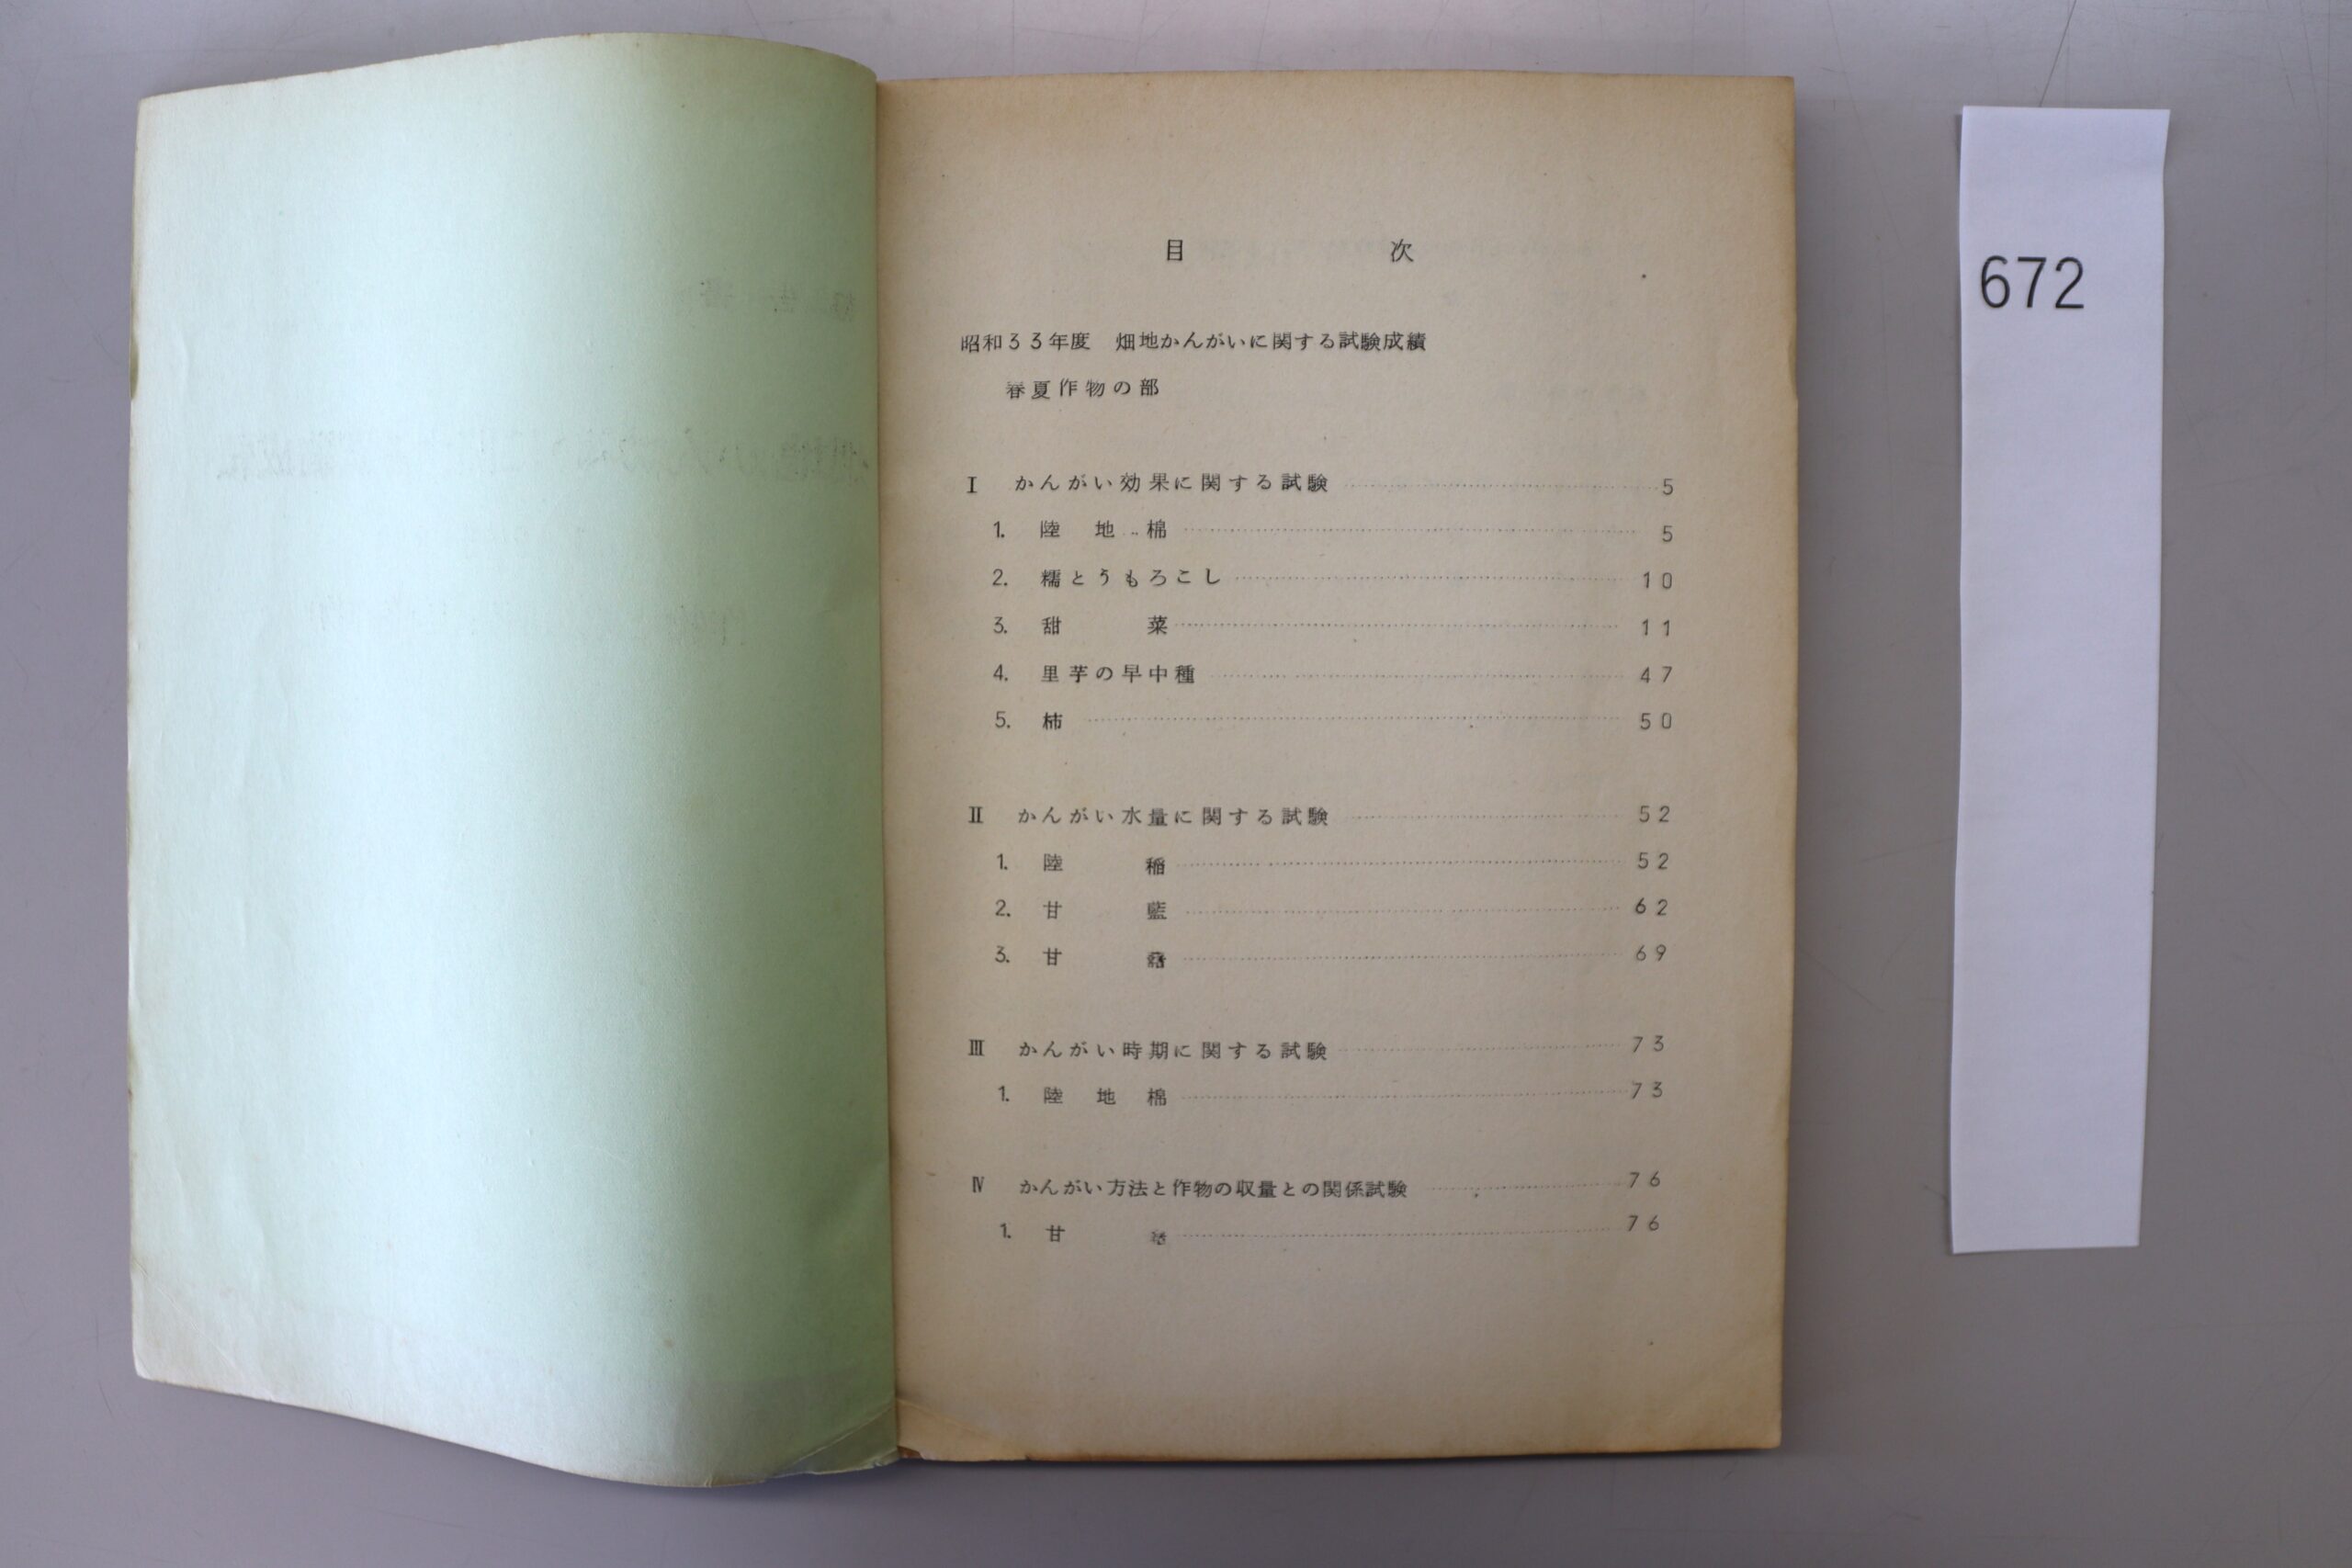 目 次
昭和33年度 畑地かんがいに関する試験成績
春夏作物の部
I かんがい効果に関する試験 5
1. 陸地棉 5
2. 糯とうもろこし 10
3. 甜菜 11
4. 里芋の早中種 47
5. 柿 50
II かんがい水量に関する試験 52
1. 陸稲 52
2. 甘藍 62
3. 甘 69
III かんがい時期に関する試験 73
1. 陸地棉 73
IV かんがい方法と作物の収量との関係試験 76
1. 甘 76
672